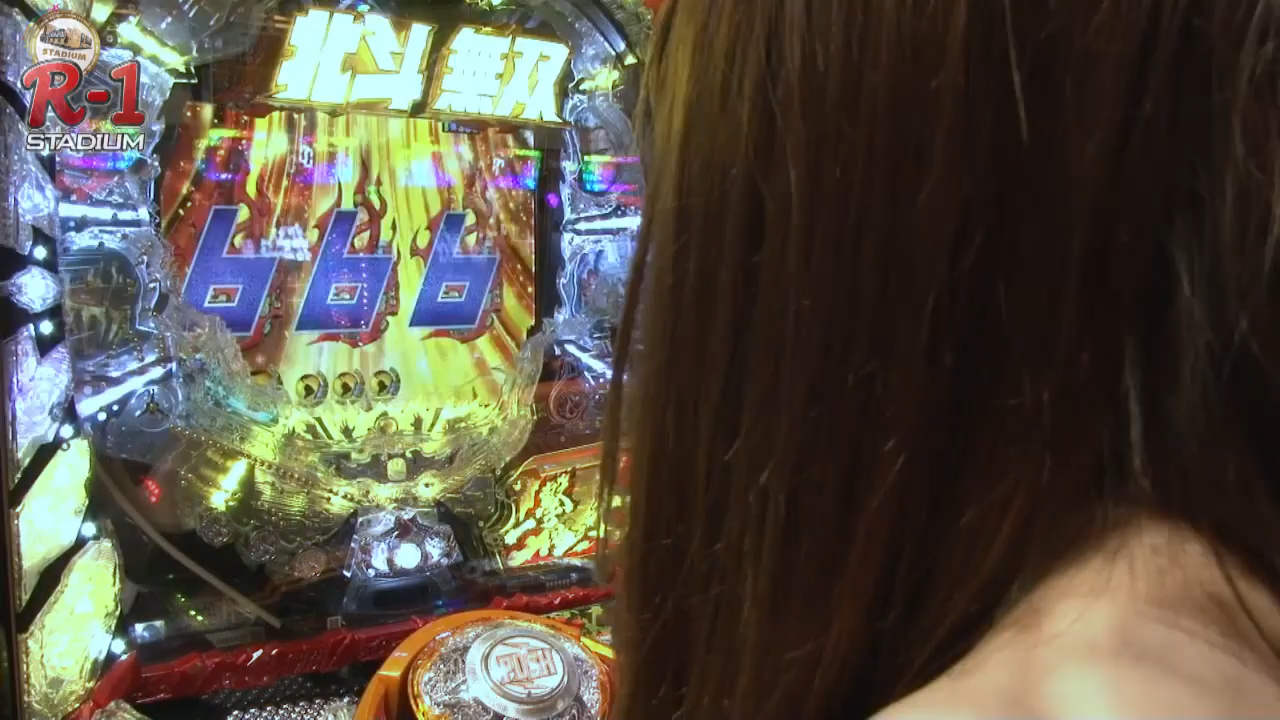 STADIUM
R-1
STADIUM
北斗無双
666
PUSH